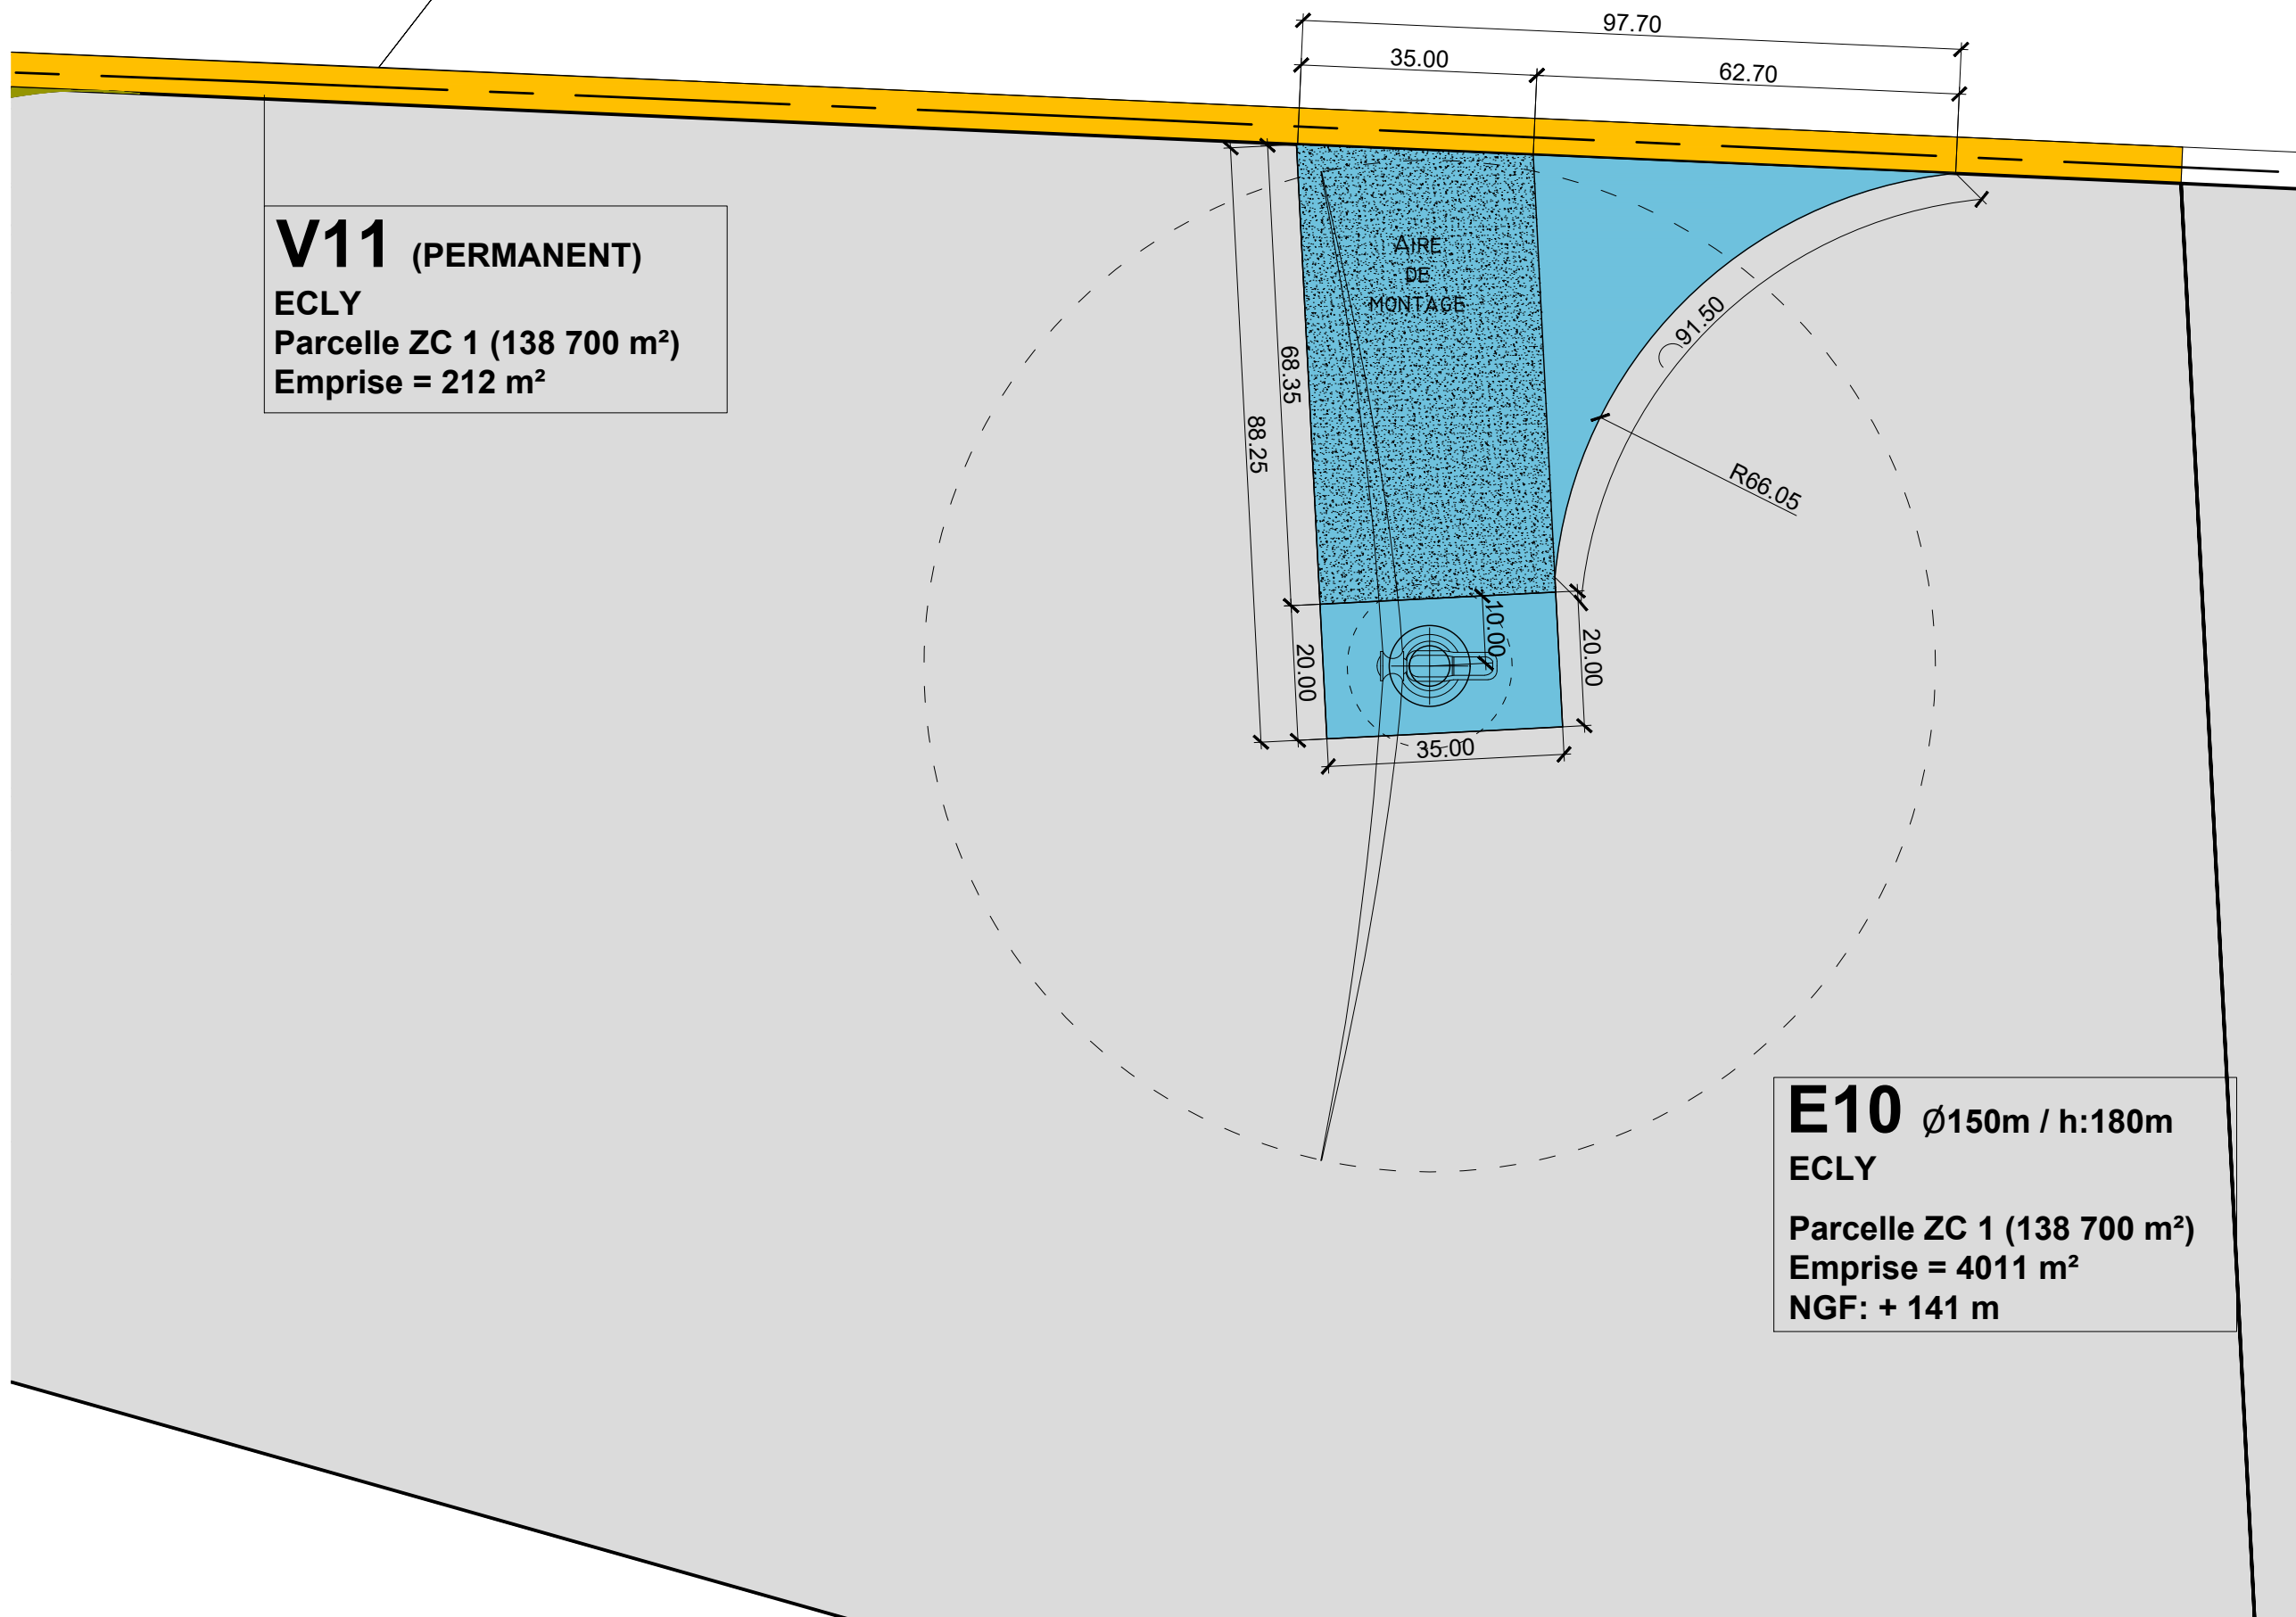 97.70
35.00
62.70
V11 (PERMANENT)
ECLY
Parcelle ZC 1 (138 700 m²)
Emprise = 212 m²
AIRE
DE
MONTAGE
91.50
68.35
88.25
R66.05
10.00
20.00
20.00
35.00
E10 Ø150m / h:180m
ECLY
Parcelle ZC 1 (138 700 m²)
Emprise = 4011 m²
NGF: + 141 m